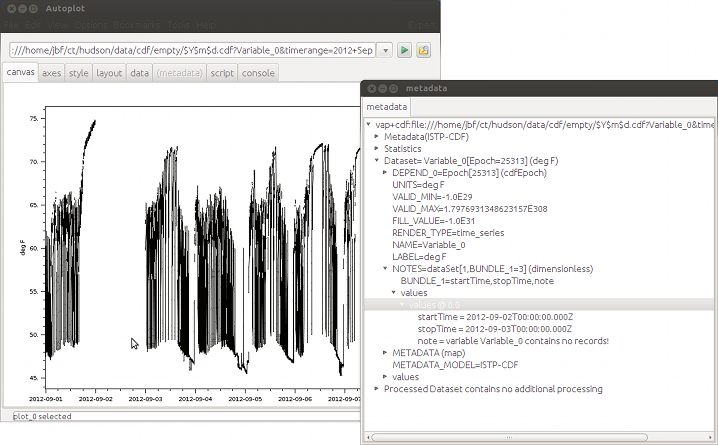 Autoplot
File Edit View Options Bookmarks Tools Help Expert
:///home/jbf/ct/hudson/data/cdf/empty/$Y$m$d.cdf?Variable_0&timerange=2012+Sep
canvas axes style layout data (metadata) script console
75.
70.
65.
60.
55.
50.
45.
deg F
2012-09-01 2012-09-02 2012-09-03 2012-09-04 2012-09-05 2012-09-06 2012-09-07
plot_0 selected
metadata
metadata
vap+cdf:file:///home/jbf/ct/hudson/data/cdf/empty/$Y$m$d.cdf?Variable_0&time
Metadata(ISTP-CDF)
Statistics
Dataset= Variable_0[Epoch=25313] (deg F)
DEPEND_0=Epoch[25313] (cdfEpoch)
UNITS=deg F
VALID_MIN=-1.0E29
VALID_MAX=1.7976931348623157E308
FILL_VALUE=-1.0E31
RENDER_TYPE=time_series
NAME=Variable_0
LABEL=deg F
NOTES=dataSet[1,BUNDLE_1=3] (dimensionless)
BUNDLE_1=startTime,stopTime,note
values
values @ 0.0
startTime = 2012-09-02T00:00:00.000Z
stopTime = 2012-09-03T00:00:00.000Z
note = variable Variable_0 contains no records!
METADATA (map)
METADATA_MODEL=ISTP-CDF
values
Processed Dataset contains no additional processing